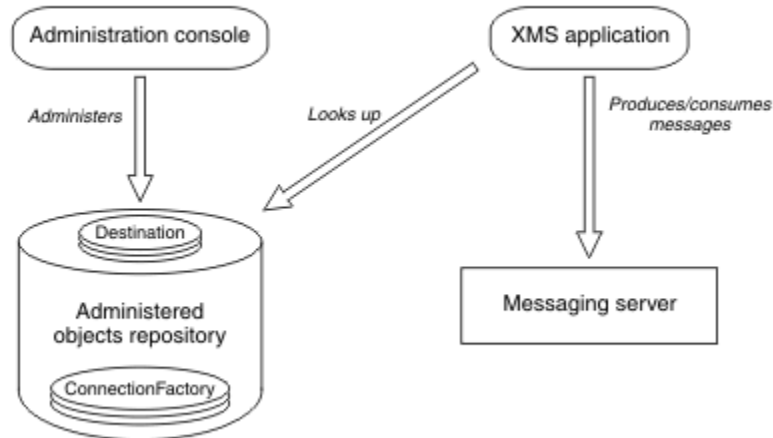 Administration console
XMS application
Administers
Looks up
Produces/consumes
messages
Destination
Administered
objects repository
ConnectionFactory
Messaging server